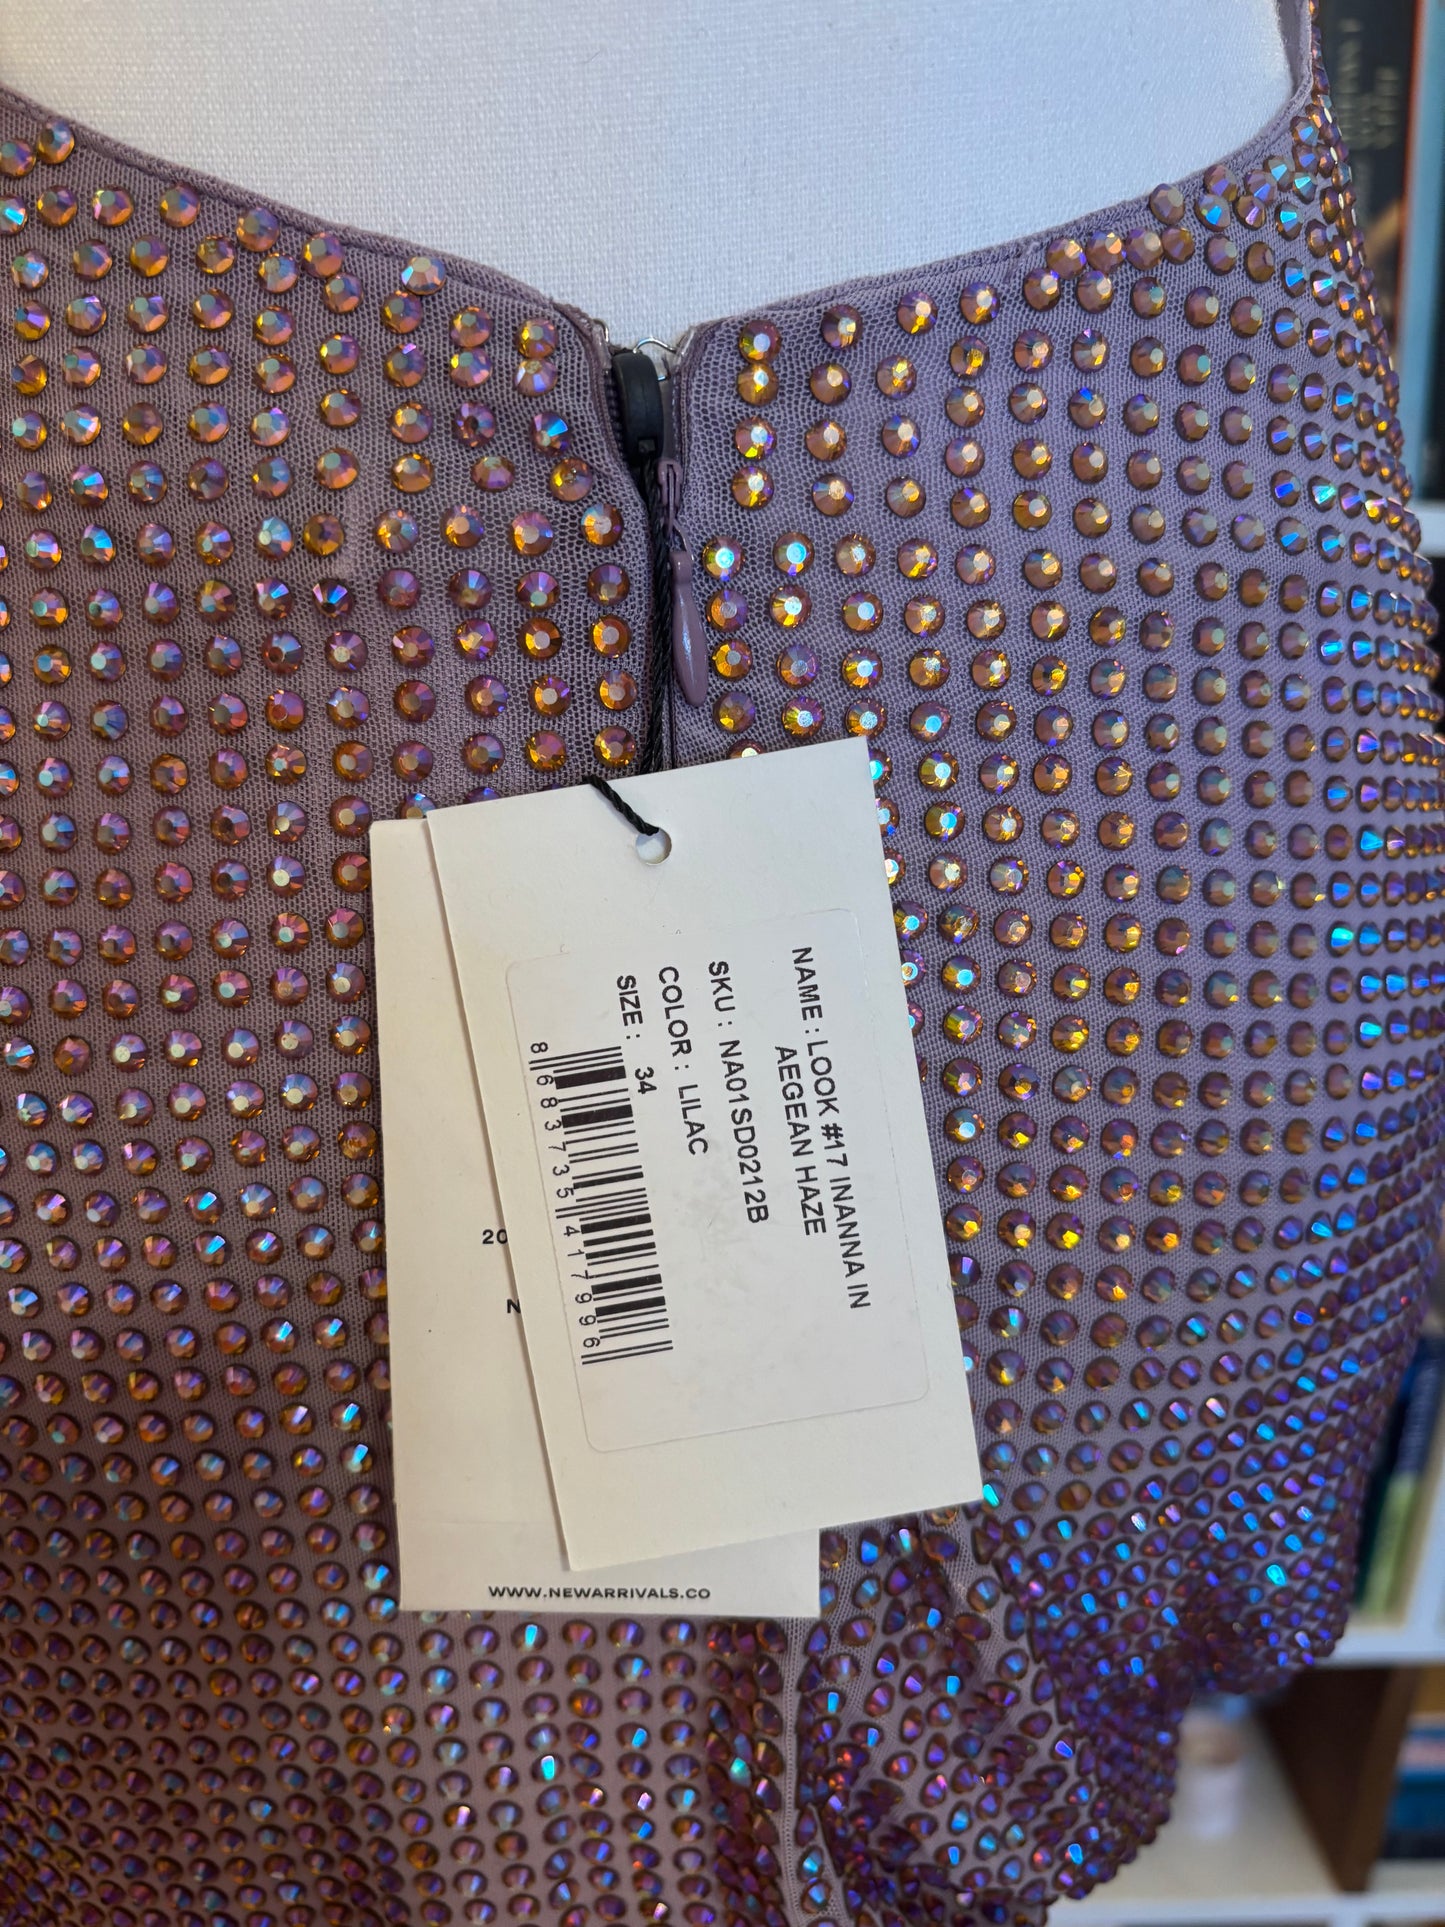 NAME : LOOK #17 INANNA IN
AEGEAN HAZE
SKU : NA01SD0212B
COLOR : LILAC
SIZE : 34
8 683735 417996
20
N
WWW.NEWARRIVALS.CO